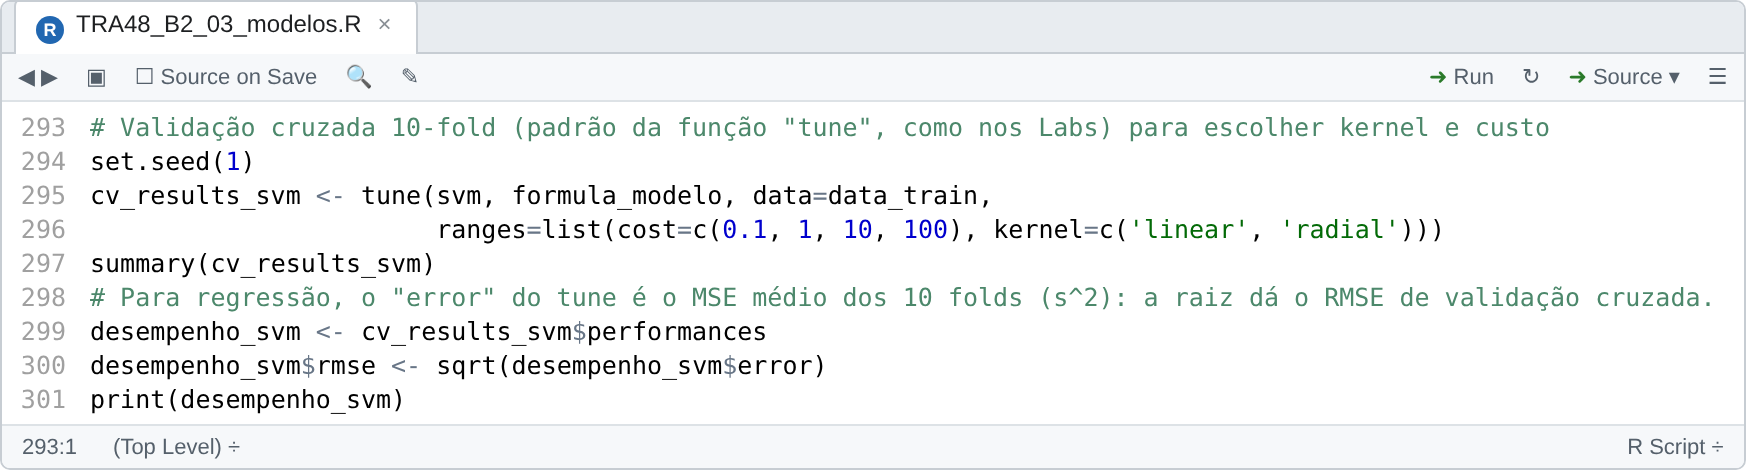 R TRA48_B2_03_modelos.R ×
Source on Save Run Source
293 # Validação cruzada 10-fold (padrão da função "tune", como nos Labs) para escolher kernel e custo
294 set.seed(1)
295 cv_results_svm <- tune(svm, formula_modelo, data=data_train,
296 ranges=list(cost=c(0.1, 1, 10, 100), kernel=c('linear', 'radial')))
297 summary(cv_results_svm)
298 # Para regressão, o "error" do tune é o MSE médio dos 10 folds (s^2): a raiz dá o RMSE de validação cruzada.
299 desempenho_svm <- cv_results_svm$performances
300 desempenho_svm$rmse <- sqrt(desempenho_svm$error)
301 print(desempenho_svm)
293:1 (Top Level) ÷ R Script ÷